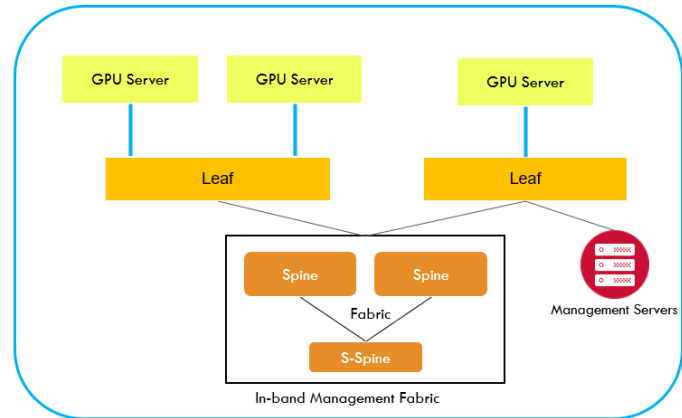 GPU Server
GPU Server
GPU Server
Leaf
Leaf
Spine
Spine
Fabric
S-Spine
Management Servers
In-band Management Fabric